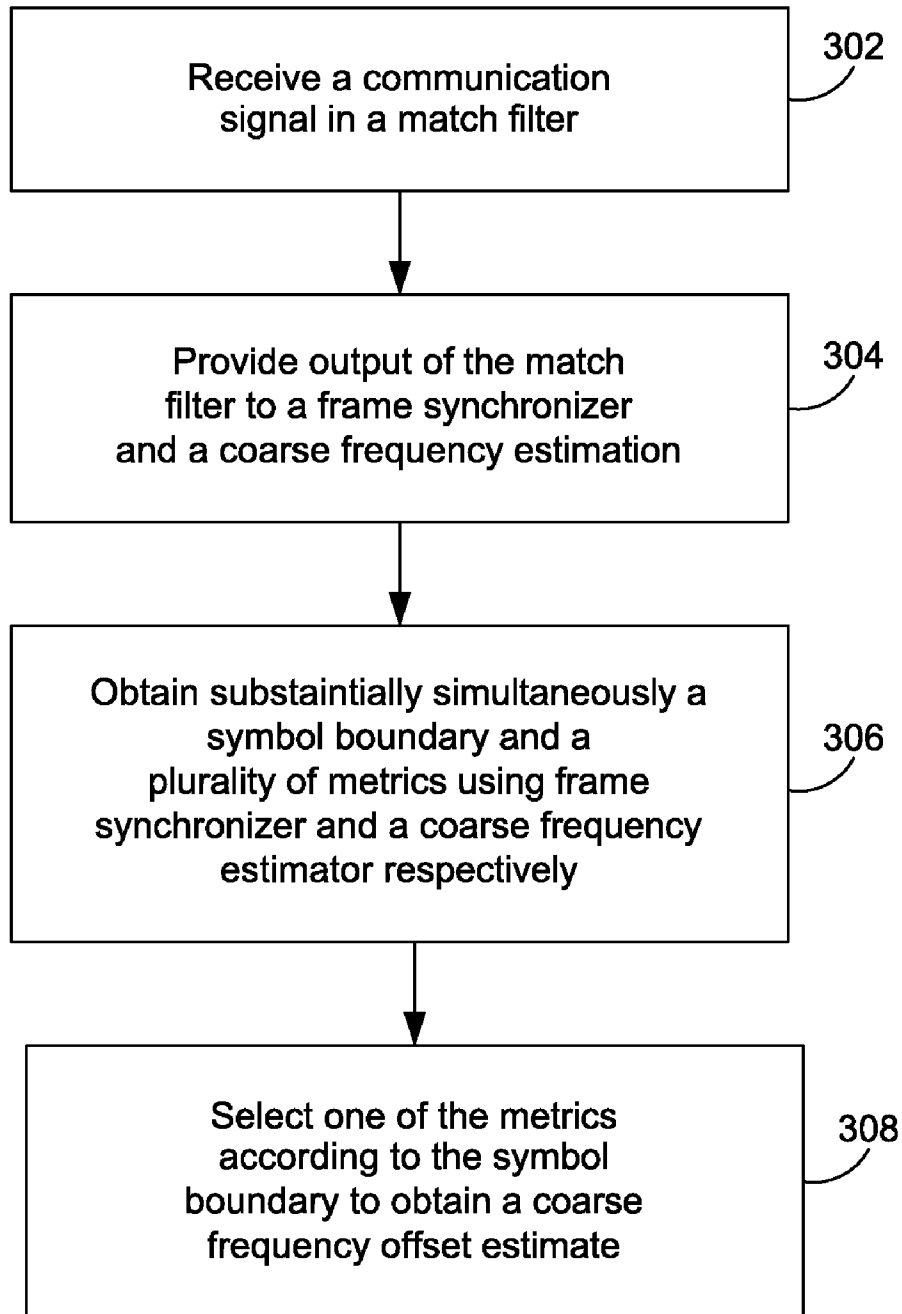 Receive a communication
signal in a match filter
302
Provide output of the match
filter to a frame synchronizer
and a coarse frequency estimation
304
Obtain substaintially simultaneously a
symbol boundary and a
plurality of metrics using frame
synchronizer and a coarse frequency
estimator respectively
306
Select one of the metrics
according to the symbol
boundary to obtain a coarse
frequency offset estimate
308